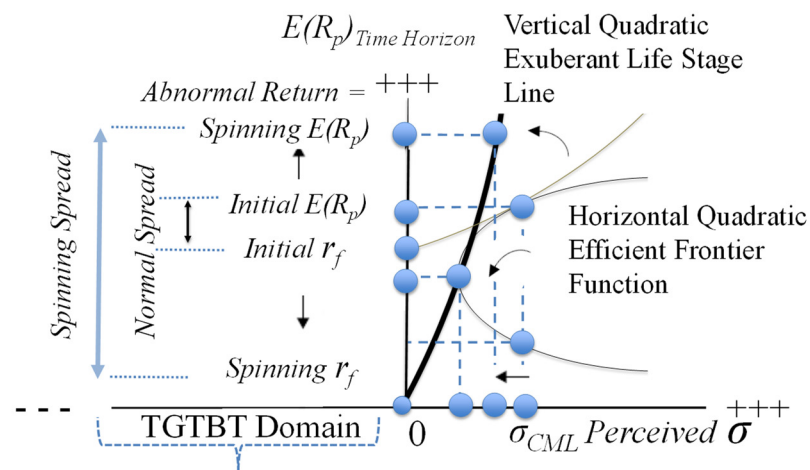 E(Rp)Time Horizon
Vertical Quadratic
Exuberant Life Stage
Line
+++
Abnormal Return =
Spinning E(Rp)
Initial E(Rp)
Initial rf
Spinning rf
Spinning Spread
Normal Spread
Horizontal Quadratic
Efficient Frontier
Function
- - - -
TGTBT Domain
0
σCML Perceived σ
+++